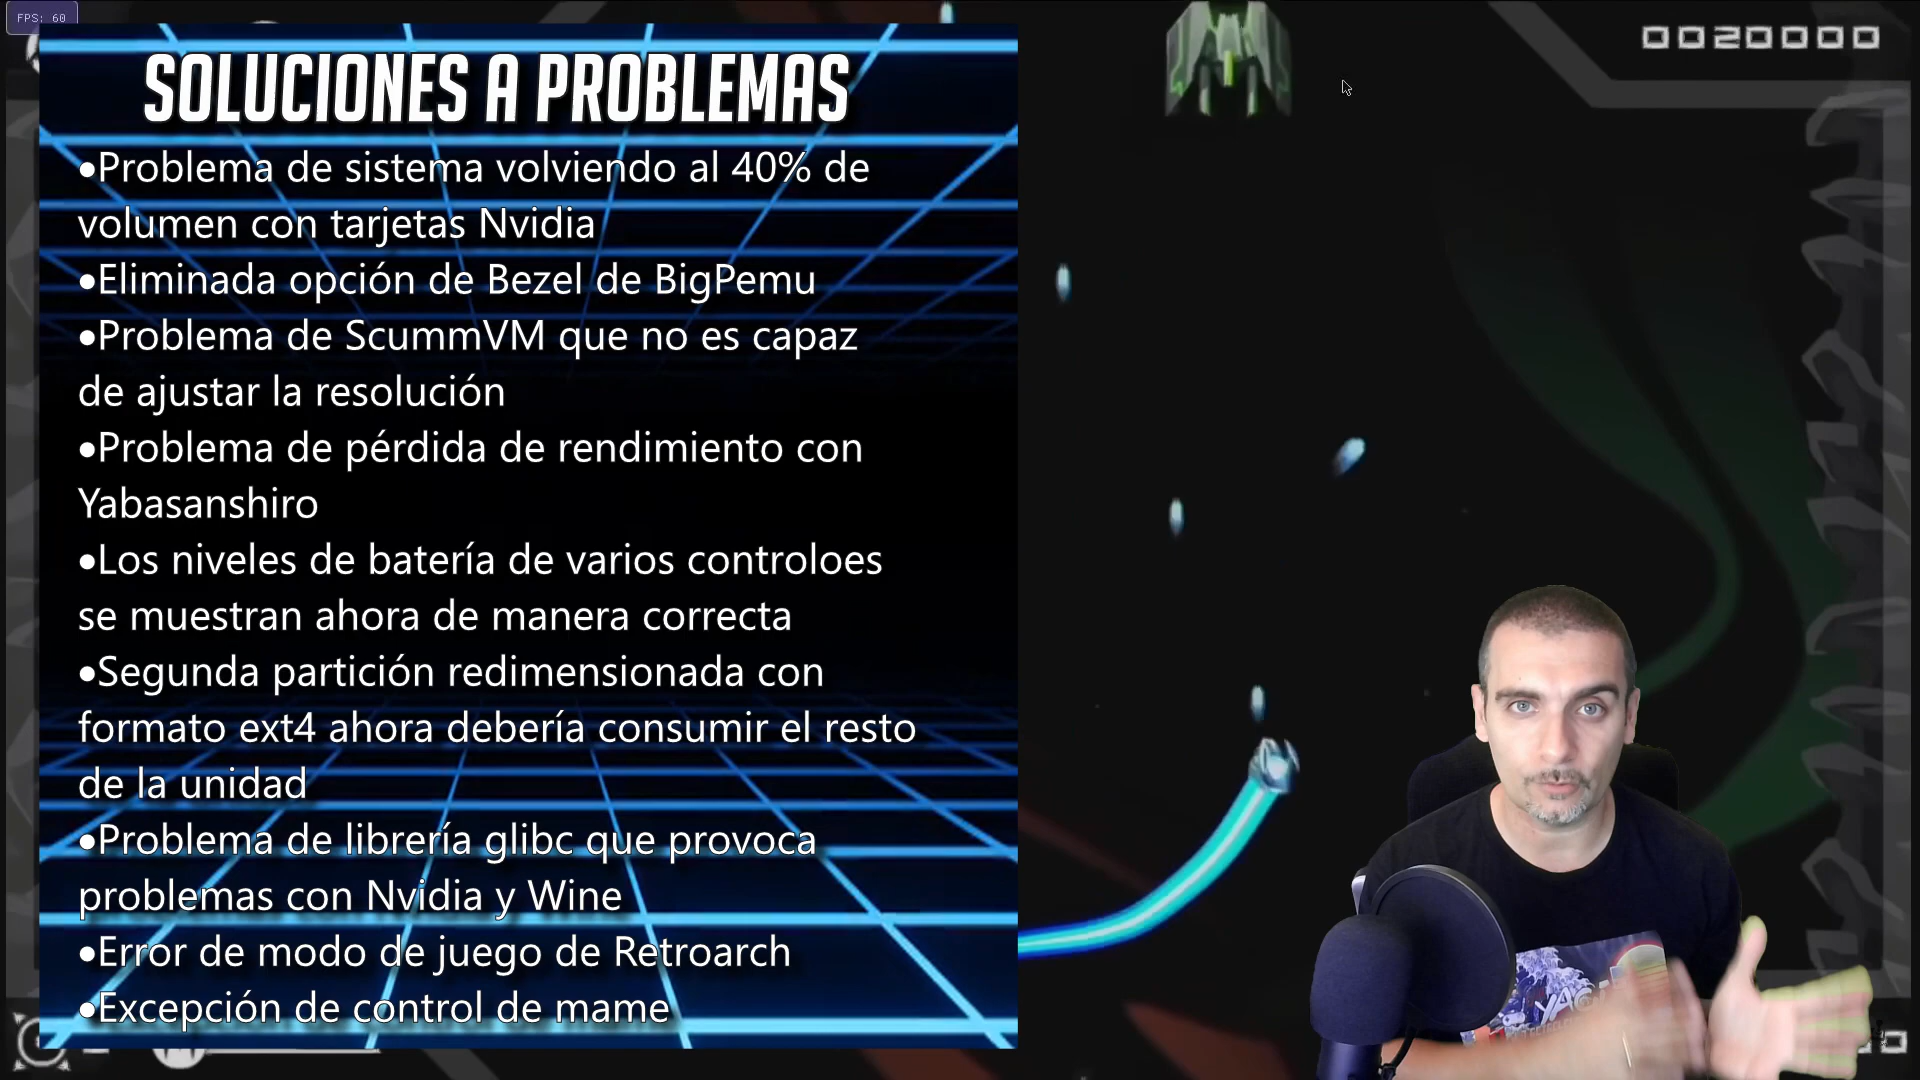 FPS: 60
0020000
SOLUCIONES A PROBLEMAS
•Problema de sistema volviendo al 40% de
volumen con tarjetas Nvidia
•Eliminada opción de Bezel de BigPemu
•Problema de ScummVM que no es capaz
de ajustar la resolución
•Problema de pérdida de rendimiento con
Yabasanshiro
•Los niveles de batería de varios controloes
se muestran ahora de manera correcta
•Segunda partición redimensionada con
formato ext4 ahora debería consumir el resto
de la unidad
•Problema de librería glibc que provoca
problemas con Nvidia y Wine
•Error de modo de juego de Retroarch
•Excepción de control de mame